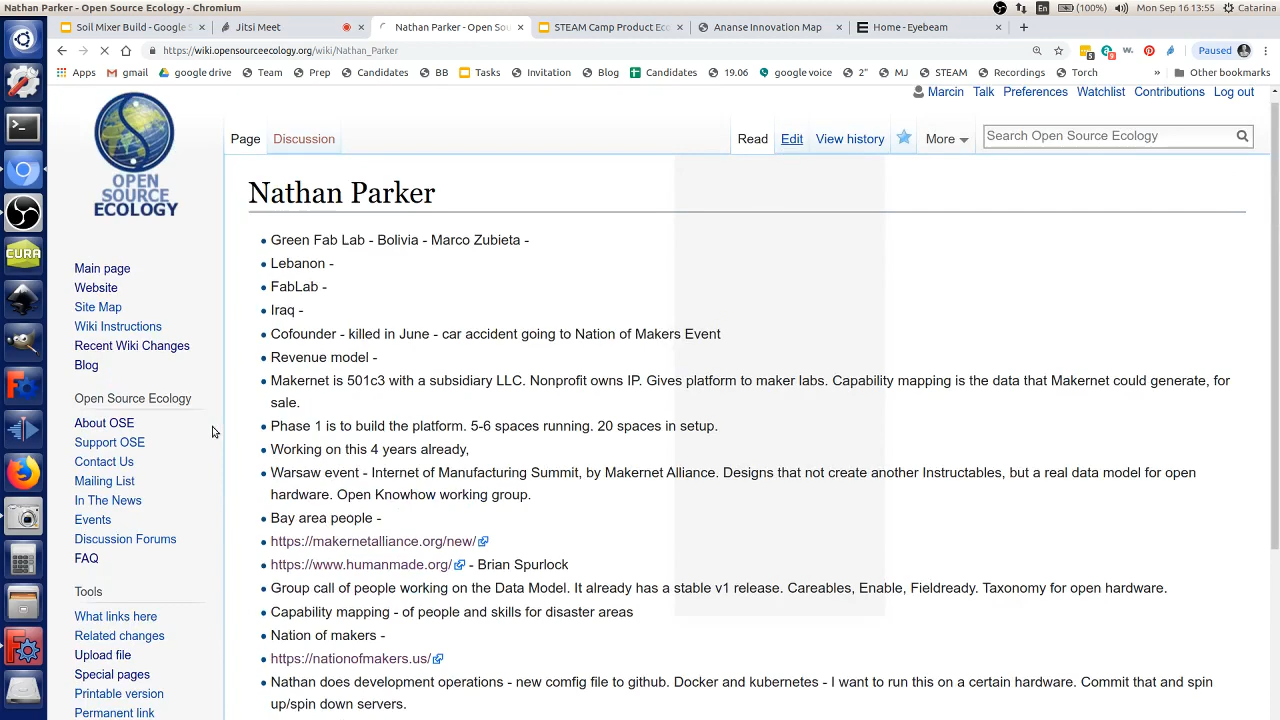 Nathan Parker - Open Source Ecology - Chromium
En (100%) Mon Sep 16 13:55 Catarina
Soil Mixer Build - Google S
Jitsi Meet
Nathan Parker - Open Sou
STEAM Camp Product Ec
Ananse Innovation Map
Home - Eyebeam
https://wiki.opensourceecology.org/wiki/Nathan_Parker
Paused
Apps gmail google drive Team Prep Candidates BB Tasks Invitation Blog Candidates 19.06 google voice 2" MJ STEAM Recordings Torch » Other bookmarks
Marcin Talk Preferences Watchlist Contributions Log out
Page Discussion Read Edit View history More Search Open Source Ecology
OPEN
SOURCE
ECOLOGY
Main page
Website
Site Map
Wiki Instructions
Recent Wiki Changes
Blog
Open Source Ecology
About OSE
Support OSE
Contact Us
Mailing List
In The News
Events
Discussion Forums
FAQ
Tools
What links here
Related changes
Upload file
Special pages
Printable version
Permanent link
Nathan Parker
Green Fab Lab - Bolivia - Marco Zubieta -
Lebanon -
FabLab -
Iraq -
Cofounder - killed in June - car accident going to Nation of Makers Event
Revenue model -
Makernet is 501c3 with a subsidiary LLC. Nonprofit owns IP. Gives platform to maker labs. Capability mapping is the data that Makernet could generate, for
sale.
Phase 1 is to build the platform. 5-6 spaces running. 20 spaces in setup.
Working on this 4 years already,
Warsaw event - Internet of Manufacturing Summit, by Makernet Alliance. Designs that not create another Instructables, but a real data model for open
hardware. Open Knowhow working group.
Bay area people -
https://makernetalliance.org/new/
https://www.humanmade.org/ - Brian Spurlock
Group call of people working on the Data Model. It already has a stable v1 release. Careables, Enable, Fieldready. Taxonomy for open hardware.
Capability mapping - of people and skills for disaster areas
Nation of makers -
https://nationofmakers.us/
Nathan does development operations - new comfig file to github. Docker and kubernetes - I want to run this on a certain hardware. Commit that and spin
up/spin down servers.
CURA